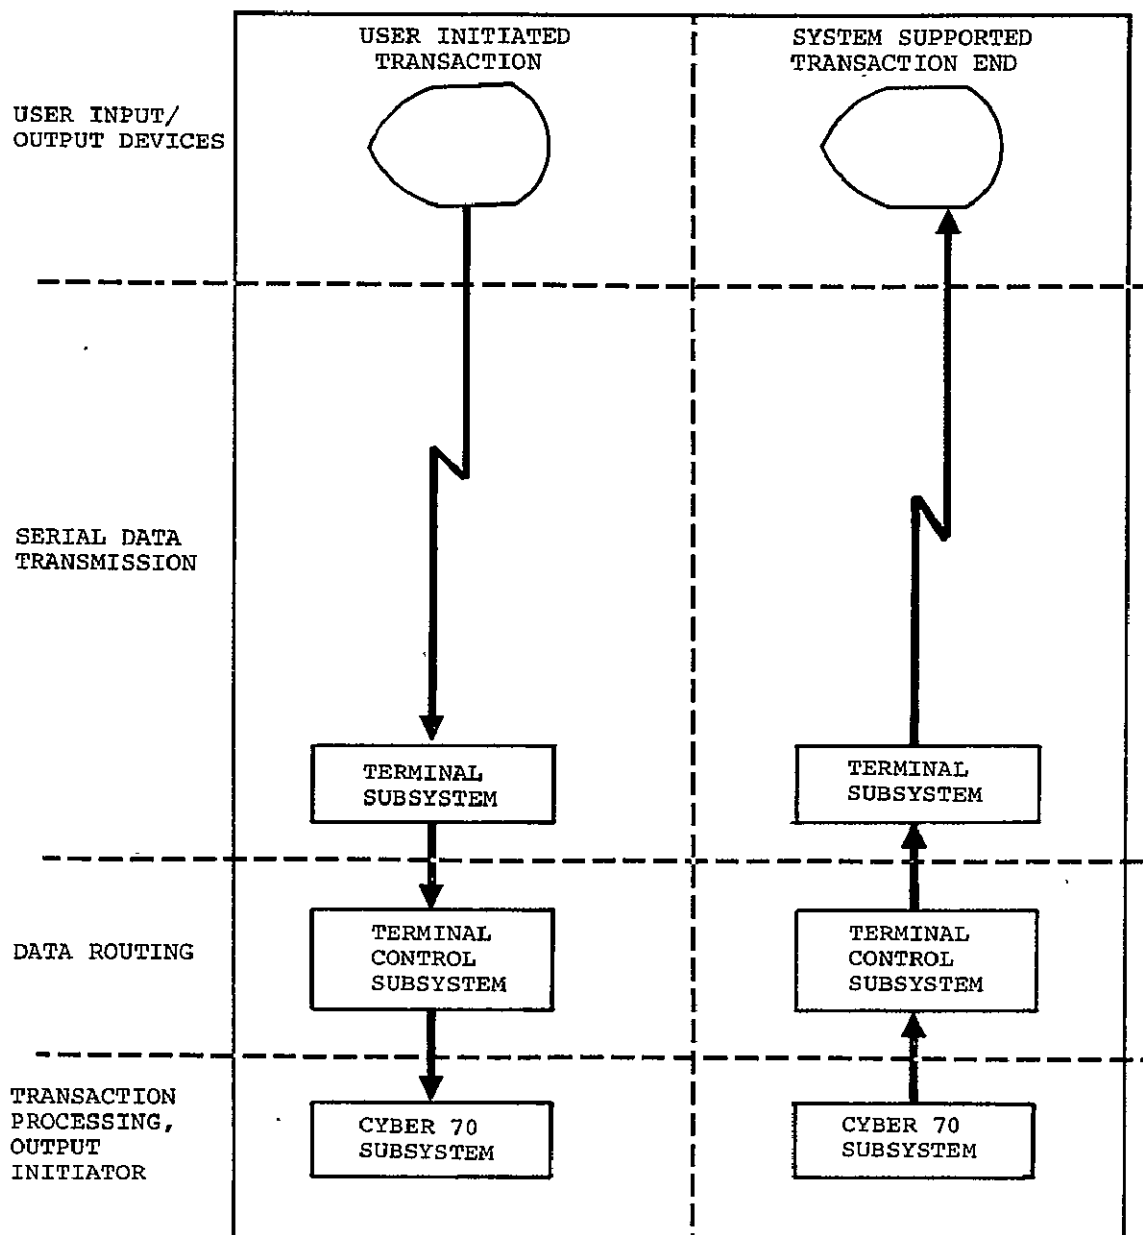 USER INITIATED
TRANSACTION
SYSTEM SUPPORTED
TRANSACTION END
USER INPUT/
OUTPUT DEVICES
SERIAL DATA
TRANSMISSION
TERMINAL
SUBSYSTEM
TERMINAL
SUBSYSTEM
DATA ROUTING
TERMINAL
CONTROL
SUBSYSTEM
TERMINAL
CONTROL
SUBSYSTEM
TRANSACTION
PROCESSING,
OUTPUT
INITIATOR
CYBER 70
SUBSYSTEM
CYBER 70
SUBSYSTEM